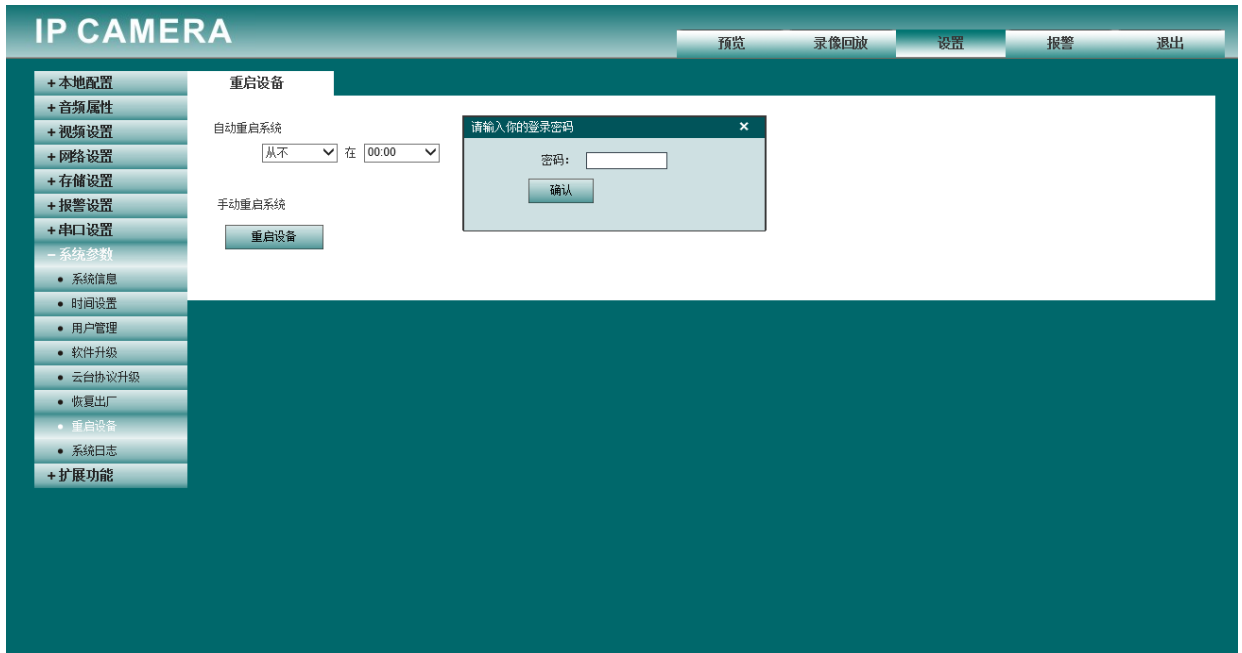 IP CAMERA
预览 录像回放 设置 报警 退出
+本地配置
+音频属性
+视频设置
+网络设置
+存储设置
+报警设置
+串口设置
-系统参数
• 系统信息
• 时间设置
• 用户管理
• 软件升级
• 云台协议升级
• 恢复出厂
• 重启设备
• 系统日志
+扩展功能
重启设备
自动重启系统
从不 在 00:00
手动重启系统
重启设备
请输入你的登录密码 ×
密码:
确认